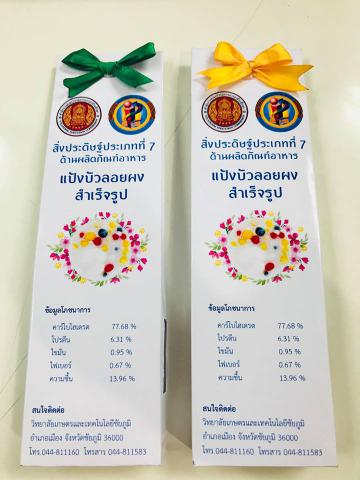 สิ่งประดิษฐ์ประเภทที่ 7
ด้านผลิตภัณฑ์อาหาร
แป้งบัวลอยผง
สำเร็จรูป
ข้อมูลโภชนาการ
คาร์โบไฮเดรต 77.68 %
โปรตีน 6.31 %
ไขมัน 0.95 %
ไฟเบอร์ 0.67 %
ความชื้น 13.96 %
สนใจติดต่อ
วิทยาลัยเกษตรและเทคโนโลยีชัยภูมิ
อำเภอเมือง จังหวัดชัยภูมิ 36000
โทร.044-811160 โทรสาร 044-811583
สิ่งประดิษฐ์ประเภทที่ 7
ด้านผลิตภัณฑ์อาหาร
แป้งบัวลอยผง
สำเร็จรูป
ข้อมูลโภชนาการ
คาร์โบไฮเดรต 77.68 %
โปรตีน 6.31 %
ไขมัน 0.95 %
ไฟเบอร์ 0.67 %
ความชื้น 13.96 %
สนใจติดต่อ
วิทยาลัยเกษตรและเทคโนโลยีชัยภูมิ
อำเภอเมือง จังหวัดชัยภูมิ 36000
โทร.044-811160 โทรสาร 044-811583